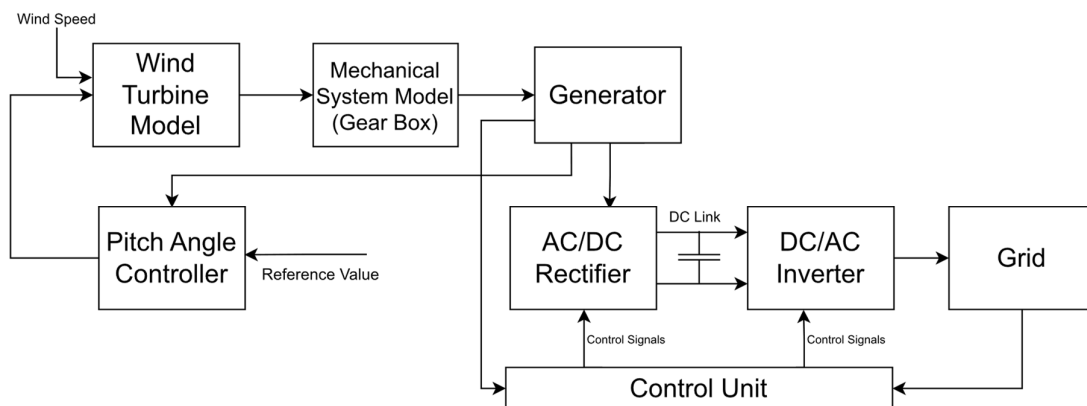 Wind Speed
Wind
Turbine
Model
Mechanical
System Model
(Gear Box)
Generator
Pitch Angle
Controller
Reference Value
AC/DC
Rectifier
DC Link
DC/AC
Inverter
Grid
Control Signals
Control Signals
Control Unit